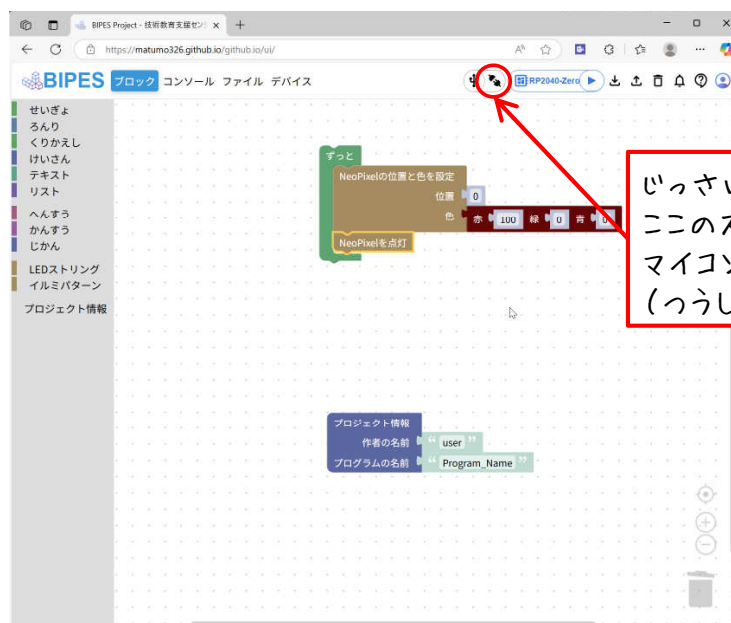 BIPES Project - 技術教育支援セン
https://matumo326.github.io/github.io/ui/
BIPES ブロック コンソール ファイル デバイス RP2040-Zero
せいぎょ
ろんり
くりかえし
けいさん
テキスト
リスト
へんすう
かんすう
じかん
LEDストリング
イルミパターン
プロジェクト情報
ずっと
NeoPixelの位置と色を設定
位置 0
色 赤 100 緑 0 青 0
NeoPixelを点灯
じっさい
ここの
マイコン
(つうし
プロジェクト情報
作者の名前 “ user ”
プログラムの名前 “ Program_Name ”